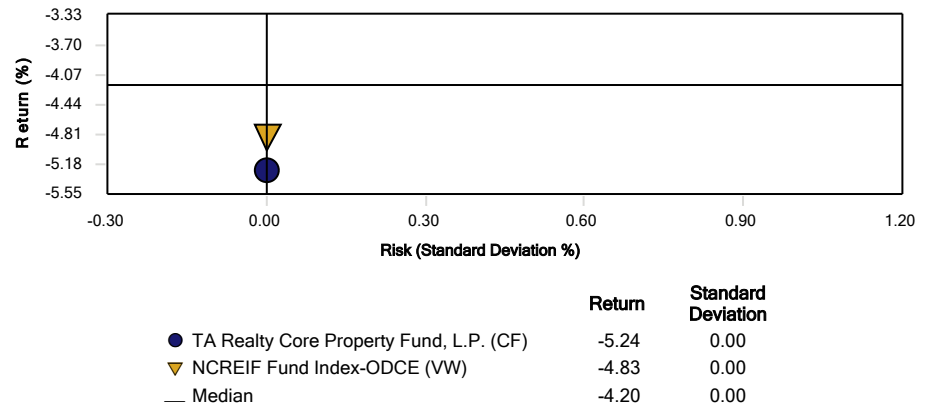 -3.33
-3.70
-4.07
-4.44
-4.81
-5.18
-5.55
Return (%)
-0.30 0.00 0.30 0.60 0.90 1.20
Risk (Standard Deviation %)
Return Standard Deviation
TA Realty Core Property Fund, L.P. (CF) -5.24 0.00
NCREIF Fund Index-ODCE (VW) -4.83 0.00
Median -4.20 0.00